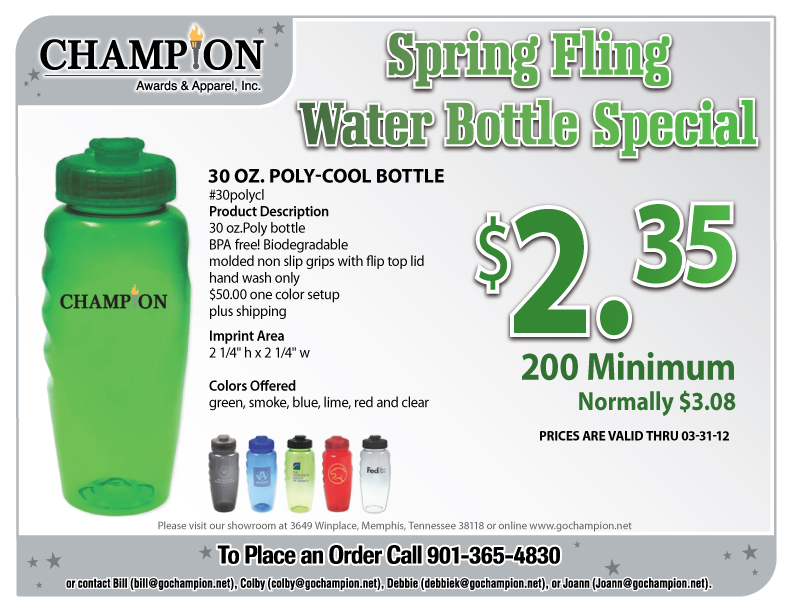 CHAMPION
Awards & Apparel, Inc.
Spring Fling
Water Bottle Special
30 OZ. POLY-COOL BOTTLE
#30polycl
Product Description
30 oz.Poly bottle
BPA free! Biodegradable
molded non slip grips with flip top lid
hand wash only
$50.00 one color setup
plus shipping
Imprint Area
2 1/4" h x 2 1/4" w
Colors Offered
green, smoke, blue, lime, red and clear
CHAMPION
$2.35
200 Minimum
Normally $3.08
PRICES ARE VALID THRU 03-31-12
FedEx
Please visit our showroom at 3649 Winplace, Memphis, Tennessee 38118 or online www.gochampion.net
To Place an Order Call 901-365-4830
or contact Bill (bill@gochampion.net), Colby (colby@gochampion.net), Debbie (debbiek@gochampion.net), or Joann (Joann@gochampion.net).